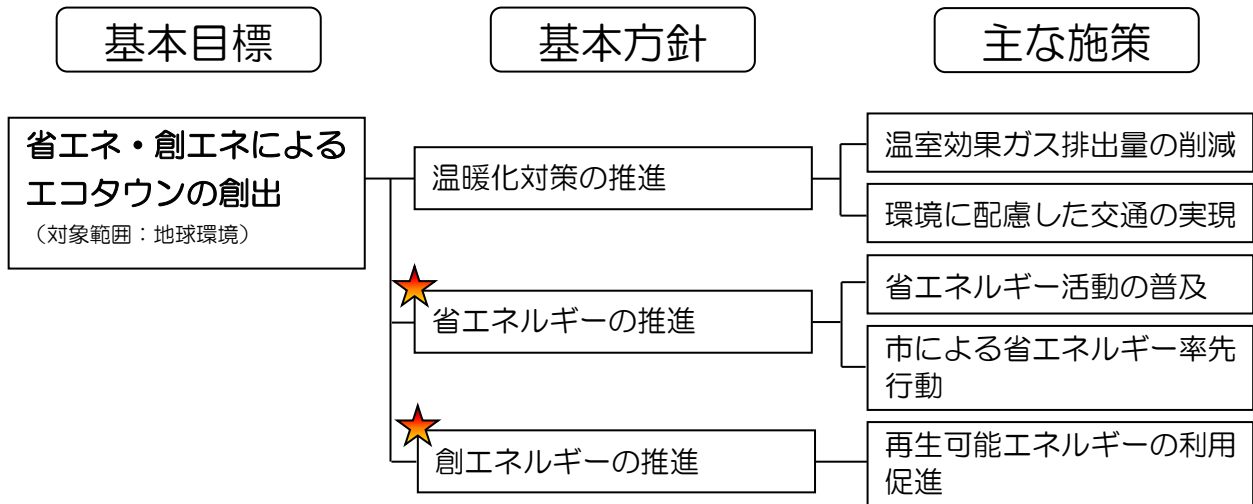 基本目標
基本方針
主な施策
省エネ・創エネによる
エコタウンの創出
（対象範囲：地球環境）
温暖化対策の推進
温室効果ガス排出量の削減
環境に配慮した交通の実現
省エネルギーの推進
省エネルギー活動の普及
市による省エネルギー率先
行動
創エネルギーの推進
再生可能エネルギーの利用
促進